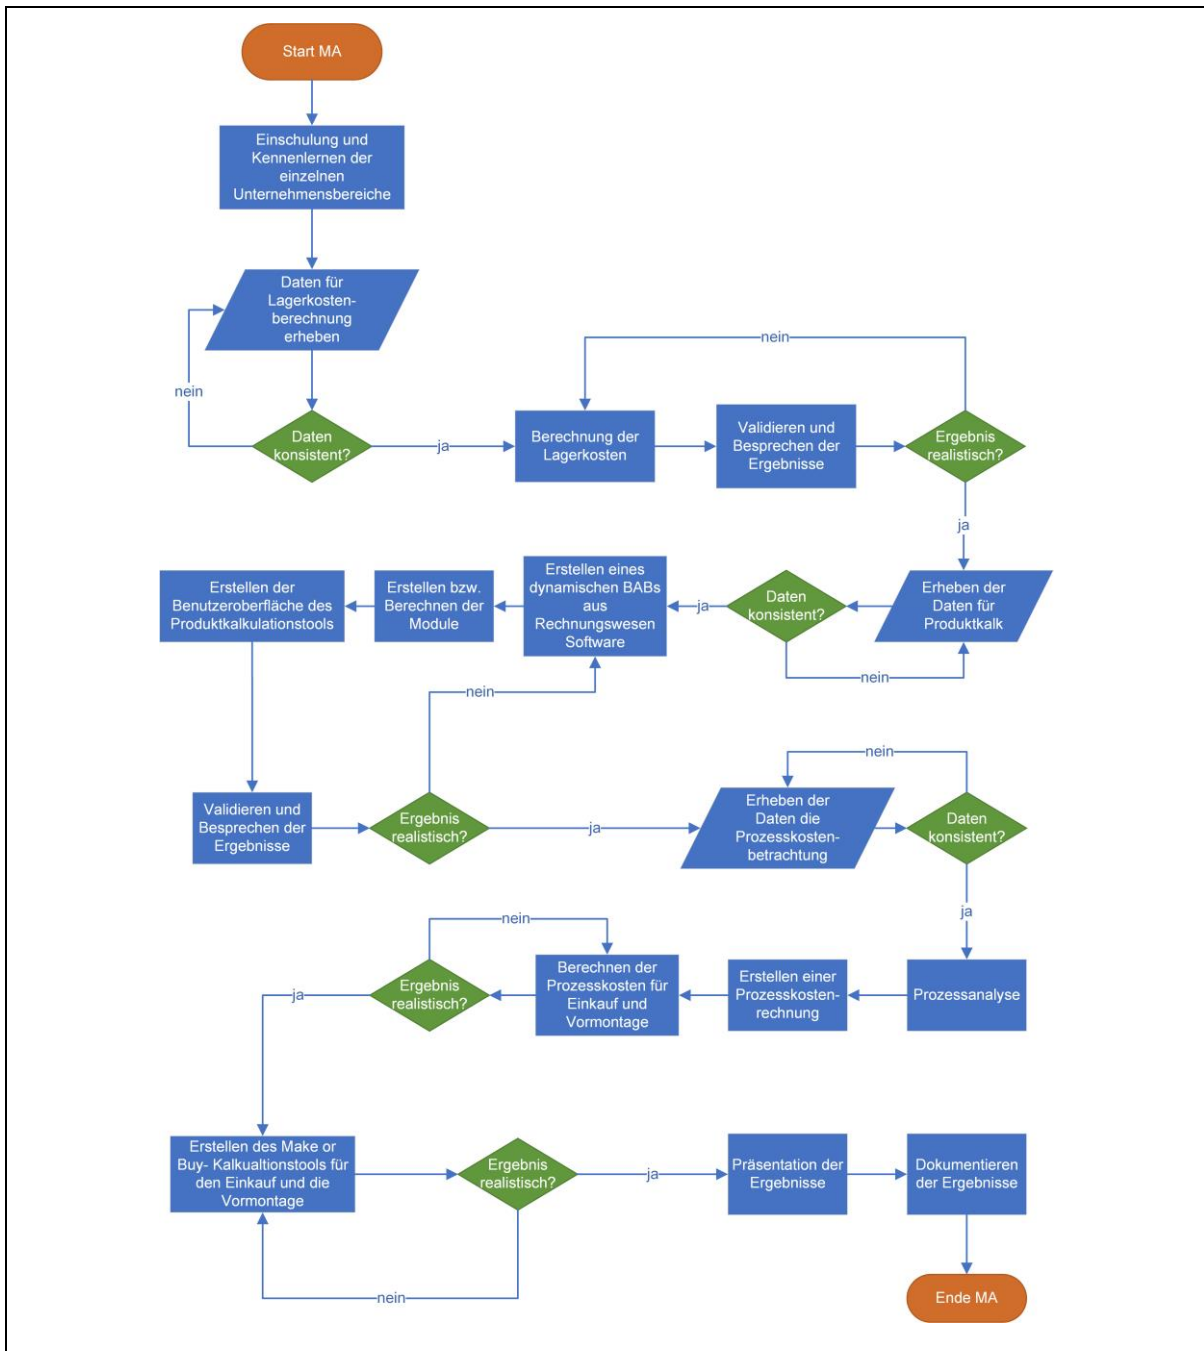 Start MA
Einschulung und
Kennenlernen der
einzelnen
Unternehmensbereiche
Daten für
Lagerkosten-
berechnung
erheben
nein
Daten
konsistent?
ja
Berechnung der
Lagerkosten
Validieren und
Besprechen der
Ergebnisse
nein
Ergebnis
realistisch?
ja
Erheben der
Daten für
Produktkalk
Daten
konsistent?
nein
ja
Erstellen eines
dynamischen BABs
aus
Rechnungswesen
Software
Erstellen bzw.
Berechnen der
Module
Erstellen der
Benutzeroberfläche des
Produktkalkulationstools
Validieren und
Besprechen der
Ergebnisse
Ergebnis
realistisch?
nein
ja
Erheben der
Daten die
Prozesskosten-
betrachtung
nein
Daten
konsistent?
ja
Prozessanalyse
Erstellen einer
Prozesskosten-
rechnung
Berechnen der
Prozesskosten für
Einkauf und
Vormontage
nein
Ergebnis
realistisch?
ja
Erstellen des Make or
Buy- Kalkualtionstools für
den Einkauf und die
Vormontage
Ergebnis
realistisch?
nein
ja
Präsentation der
Ergebnisse
Dokumentieren
der Ergebnisse
Ende MA